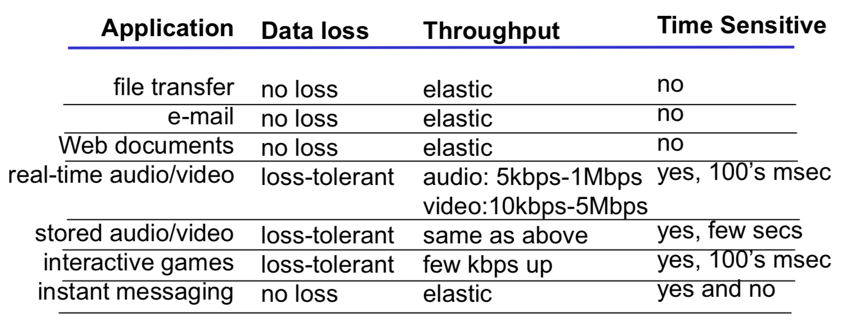 Application Data loss Throughput Time Sensitive
file transfer no loss elastic no
e-mail no loss elastic no
Web documents no loss elastic no
real-time audio/video loss-tolerant audio: 5kbps-1Mbps yes, 100’s msec
video:10kbps-5Mbps
stored audio/video loss-tolerant same as above yes, few secs
interactive games loss-tolerant few kbps up yes, 100’s msec
instant messaging no loss elastic yes and no